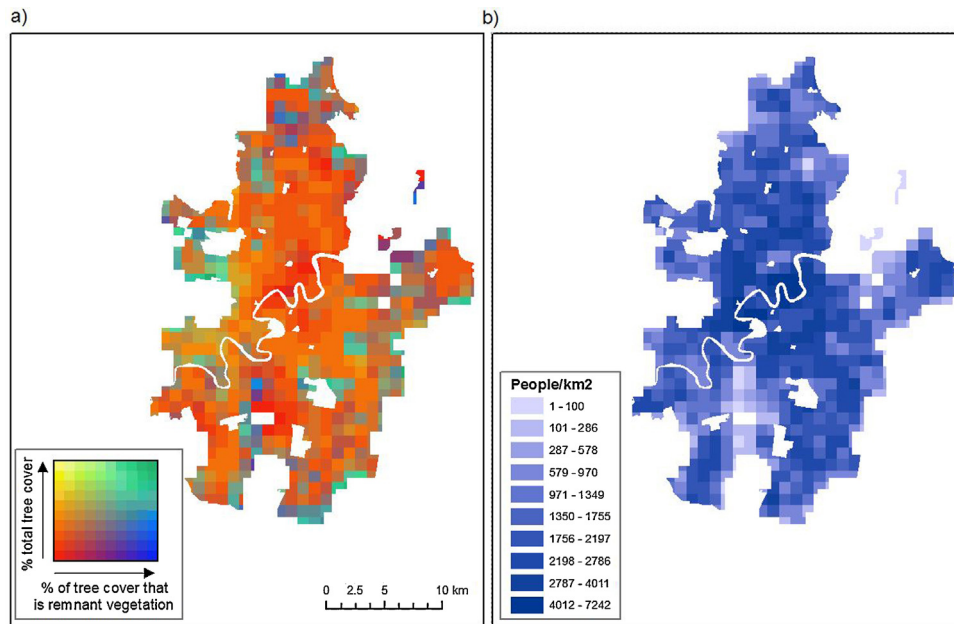 a)
b)
% total tree cover
% of tree cover that
is remnant vegetation
0 2.5 5 10 km
People/km2
1 - 100
101 - 286
287 - 578
579 - 970
971 - 1349
1350 - 1755
1756 - 2197
2198 - 2786
2787 - 4011
4012 - 7242